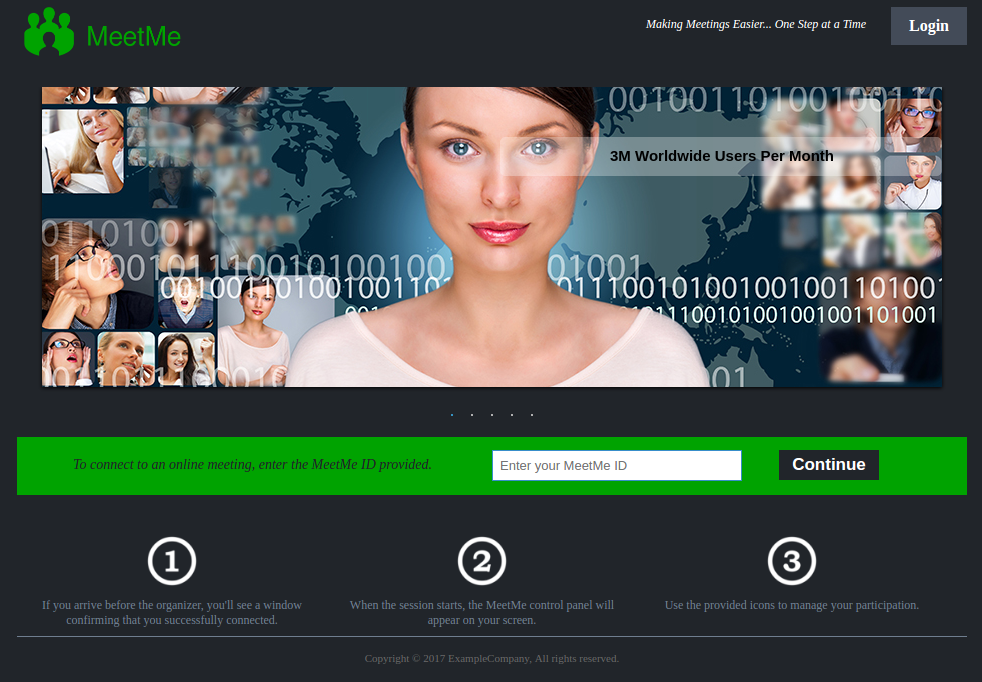 MeetMe
Making Meetings Easier... One Step at a Time
Login
3M Worldwide Users Per Month
To connect to an online meeting, enter the MeetMe ID provided.
Enter your MeetMe ID
Continue
1
2
3
If you arrive before the organizer, you'll see a window
confirming that you successfully connected.
When the session starts, the MeetMe control panel will
appear on your screen.
Use the provided icons to manage your participation.
Copyright © 2017 ExampleCompany, All rights reserved.